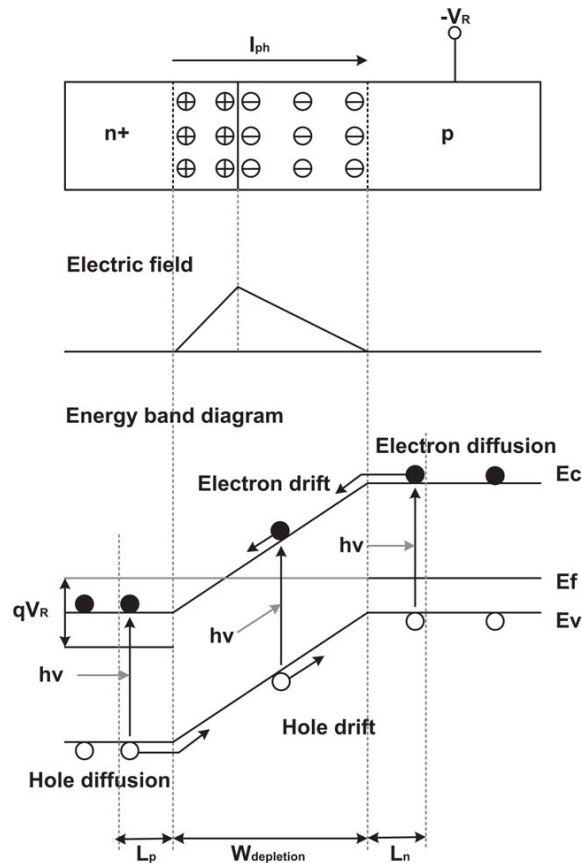 -VR
Iph
n+
p
Electric field
Energy band diagram
Electron diffusion
Electron drift
Ec
hv
Ef
qVR
hv
Ev
hv
Hole drift
Hole diffusion
Lp
Wdepletion
Ln